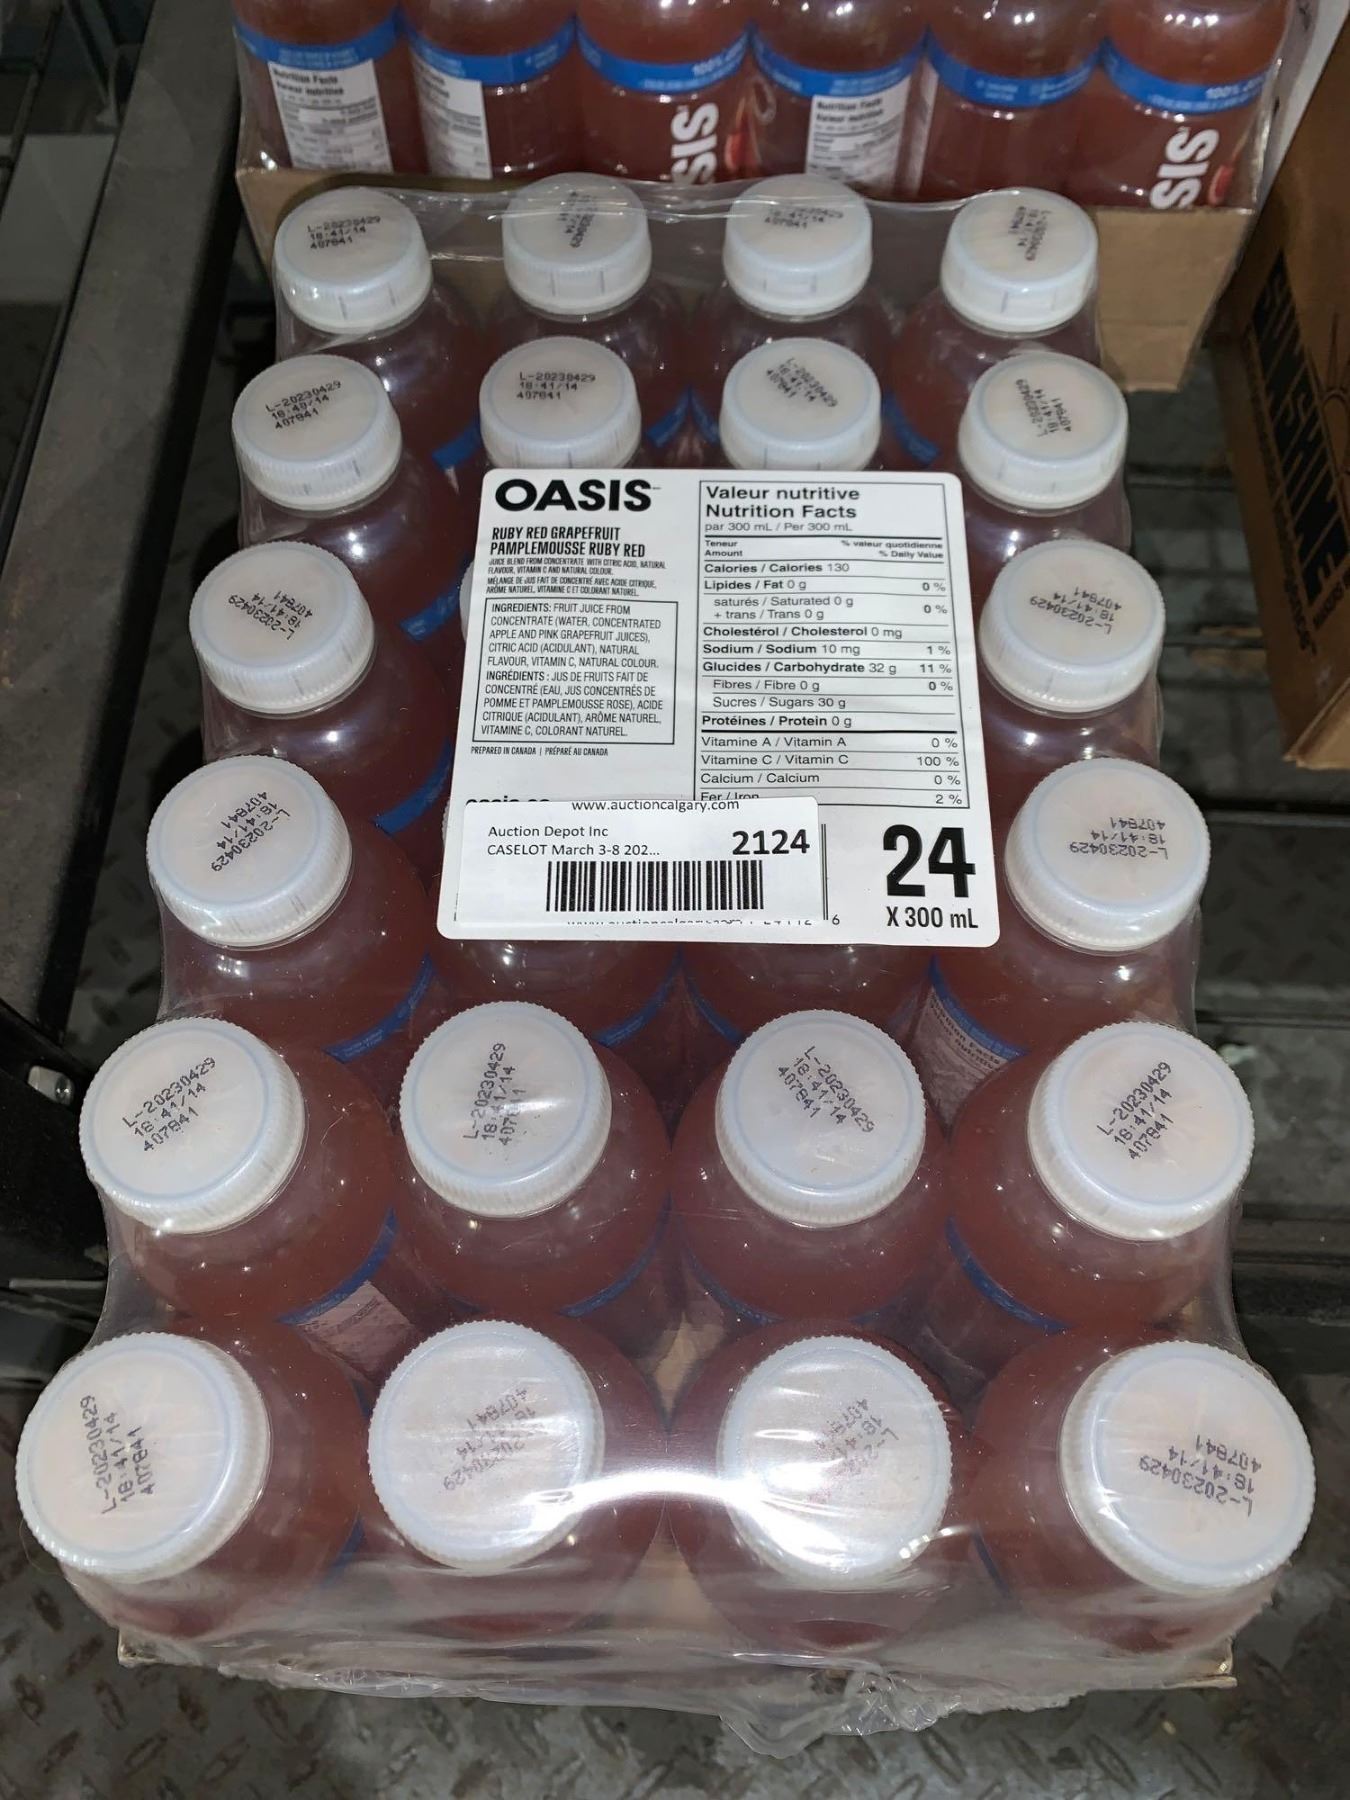 100% JU
OASIS
RUBY RED GRAPEFRUIT
PAMPLEMOUSSE RUBY RED
JUICE BLEND FROM CONCENTRATE WITH CITRIC ACID, NATURAL
FLAVOUR, VITAMIN C AND NATURAL COLOUR.
MÉLANGE DE JUS FAIT DE CONCENTRÉ AVEC ACIDE CITRIQUE,
ARÔME NATUREL, VITAMINE C ET COLORANT NATUREL.
INGREDIENTS: FRUIT JUICE FROM
CONCENTRATE (WATER, CONCENTRATED
APPLE AND PINK GRAPEFRUIT JUICES),
CITRIC ACID (ACIDULANT), NATURAL
FLAVOUR, VITAMIN C, NATURAL COLOUR.
INGRÉDIENTS : JUS DE FRUITS FAIT DE
CONCENTRÉ (EAU, JUS CONCENTRÉS DE
POMME ET PAMPLEMOUSSE ROSE), ACIDE
CITRIQUE (ACIDULANT), ARÔME NATUREL,
VITAMINE C, COLORANT NATUREL.
PREPARED IN CANADA | PRÉPARÉ AU CANADA
Valeur nutritive
Nutrition Facts
par 300 mL / Per 300 mL
Teneur % valeur quotidienne
Amount % Daily Value
Calories / Calories 130
Lipides / Fat 0 g 0 %
saturés / Saturated 0 g
+ trans / Trans 0 g 0 %
Cholestérol / Cholesterol 0 mg
Sodium / Sodium 10 mg 1 %
Glucides / Carbohydrate 32 g 11 %
Fibres / Fibre 0 g 0 %
Sucres / Sugars 30 g
Protéines / Protein 0 g
Vitamine A / Vitamin A 0 %
Vitamine C / Vitamin C 100 %
Calcium / Calcium 0 %
Fer / Iron 2 %
www.auctioncalgary.com
Auction Depot Inc
CASELOT March 3-8 202...
2124
24
X 300 mL
L-20230429
18:41/14
407841
SUNSHINE